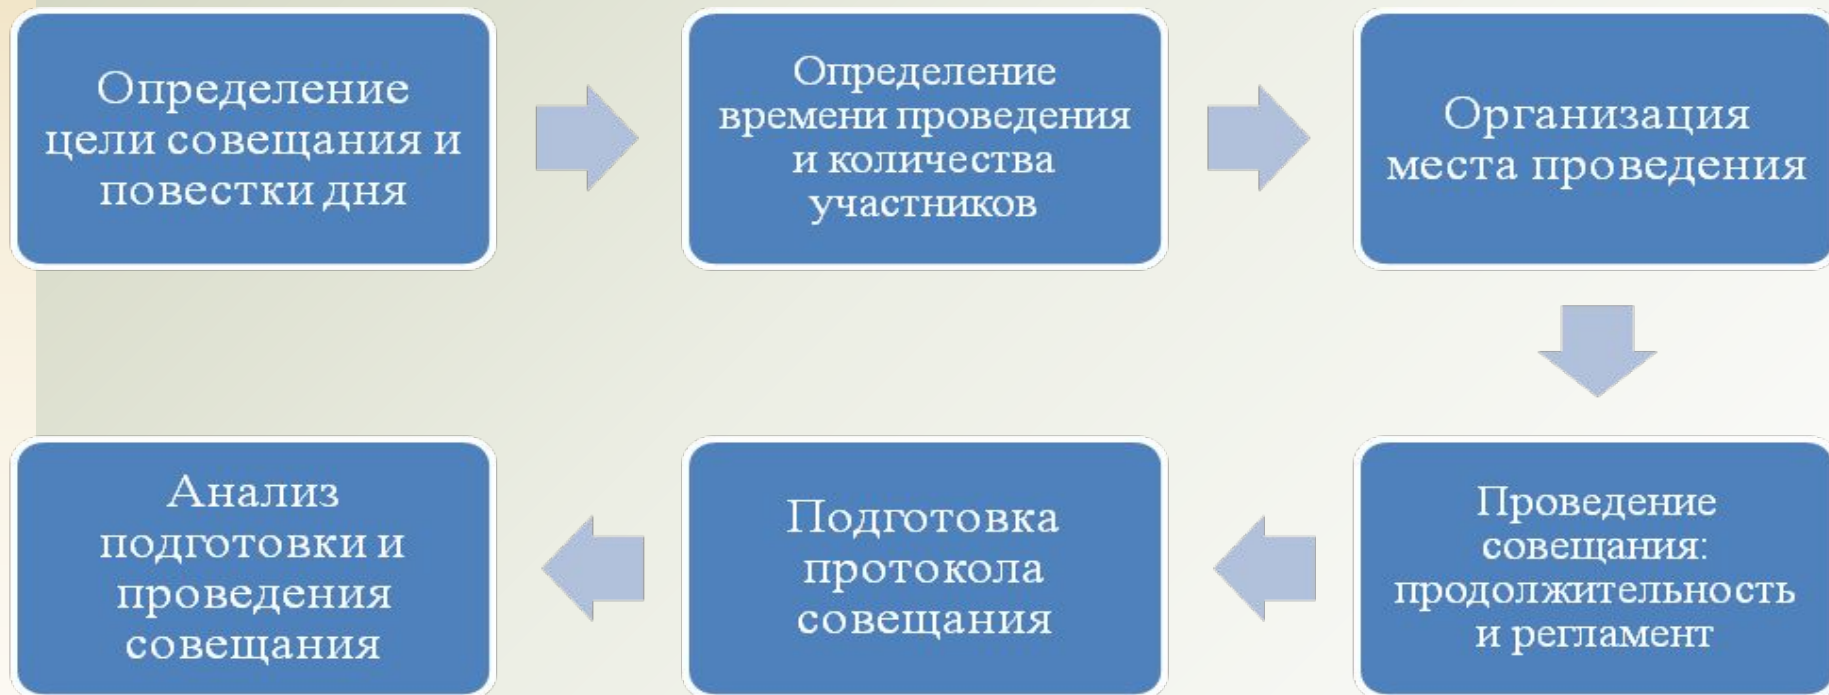 Определение
цели совещания и
повестки дня
Определение
времени проведения
и количества
участников
Организация
места проведения
Проведение
совещания:
продолжительность
и регламент
Подготовка
протокола
совещания
Анализ
подготовки и
проведения
совещания